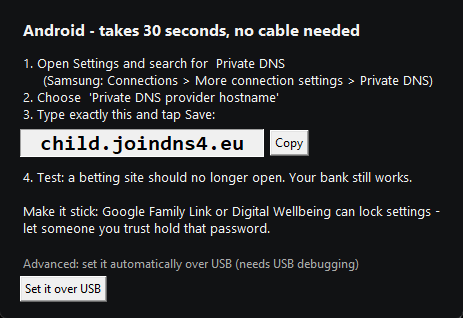 Android - takes 30 seconds, no cable needed
1. Open Settings and search for Private DNS
(Samsung: Connections > More connection settings > Private DNS)
2. Choose 'Private DNS provider hostname'
3. Type exactly this and tap Save:
child.joindns4.eu
Copy
4. Test: a betting site should no longer open. Your bank still works.
Make it stick: Google Family Link or Digital Wellbeing can lock settings -
let someone you trust hold that password.
Advanced: set it automatically over USB (needs USB debugging)
Set it over USB